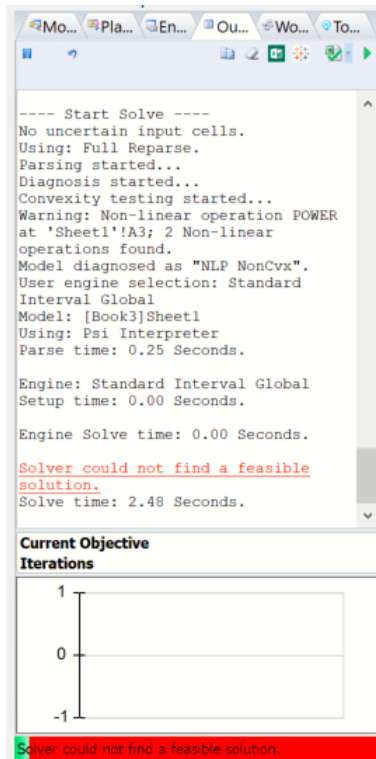 Mo... Pla... En... Ou... Wo... To...
---- Start Solve ----
No uncertain input cells.
Using: Full Reparse.
Parsing started...
Diagnosis started...
Convexity testing started...
Warning: Non-linear operation POWER
at 'Sheet1'!A3; 2 Non-linear
operations found.
Model diagnosed as "NLP NonCvx".
User engine selection: Standard
Interval Global
Model: [Book3]Sheet1
Using: Psi Interpreter
Parse time: 0.25 Seconds.
Engine: Standard Interval Global
Setup time: 0.00 Seconds.
Engine Solve time: 0.00 Seconds.
Solver could not find a feasible
solution.
Solve time: 2.48 Seconds.
Current Objective
Iterations
1
0
-1
Solver could not find a feasible solution.